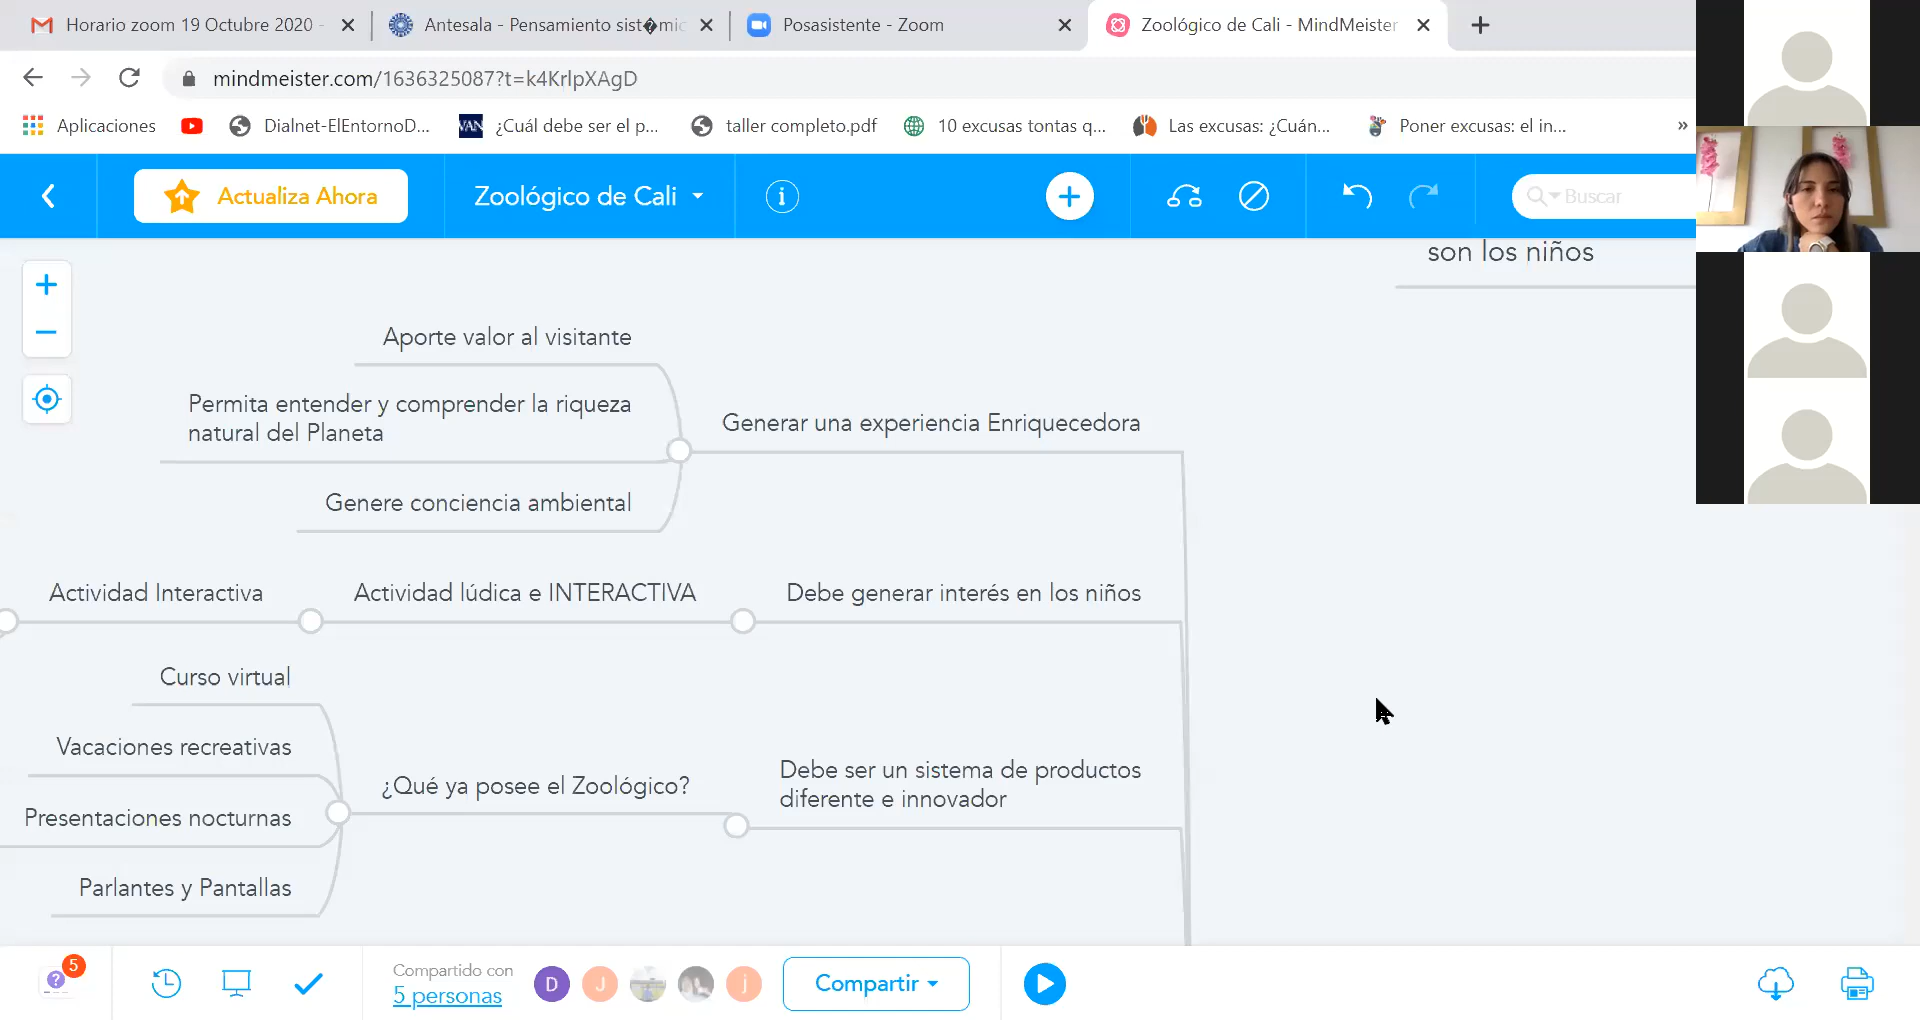 Horario zoom 19 Octubre 2020 -
Antesala - Pensamiento sist�mic
Posasistente - Zoom
Zoológico de Cali - MindMeister
mindmeister.com/1636325087?t=k4KrlpXAgD
Aplicaciones
Dialnet-ElEntornoD...
VAN
¿Cuál debe ser el p...
taller completo.pdf
10 excusas tontas q...
Las excusas: ¿Cuán...
Poner excusas: el in...
»
Actualiza Ahora
Zoológico de Cali
i
Buscar
son los niños
Aporte valor al visitante
Permita entender y comprender la riqueza
natural del Planeta
Generar una experiencia Enriquecedora
Genere conciencia ambiental
Actividad Interactiva
Actividad lúdica e INTERACTIVA
Debe generar interés en los niños
Curso virtual
Vacaciones recreativas
¿Qué ya posee el Zoológico?
Debe ser un sistema de productos
diferente e innovador
Presentaciones nocturnas
Parlantes y Pantallas
?
5
Compartido con
5 personas
D
J
j
Compartir